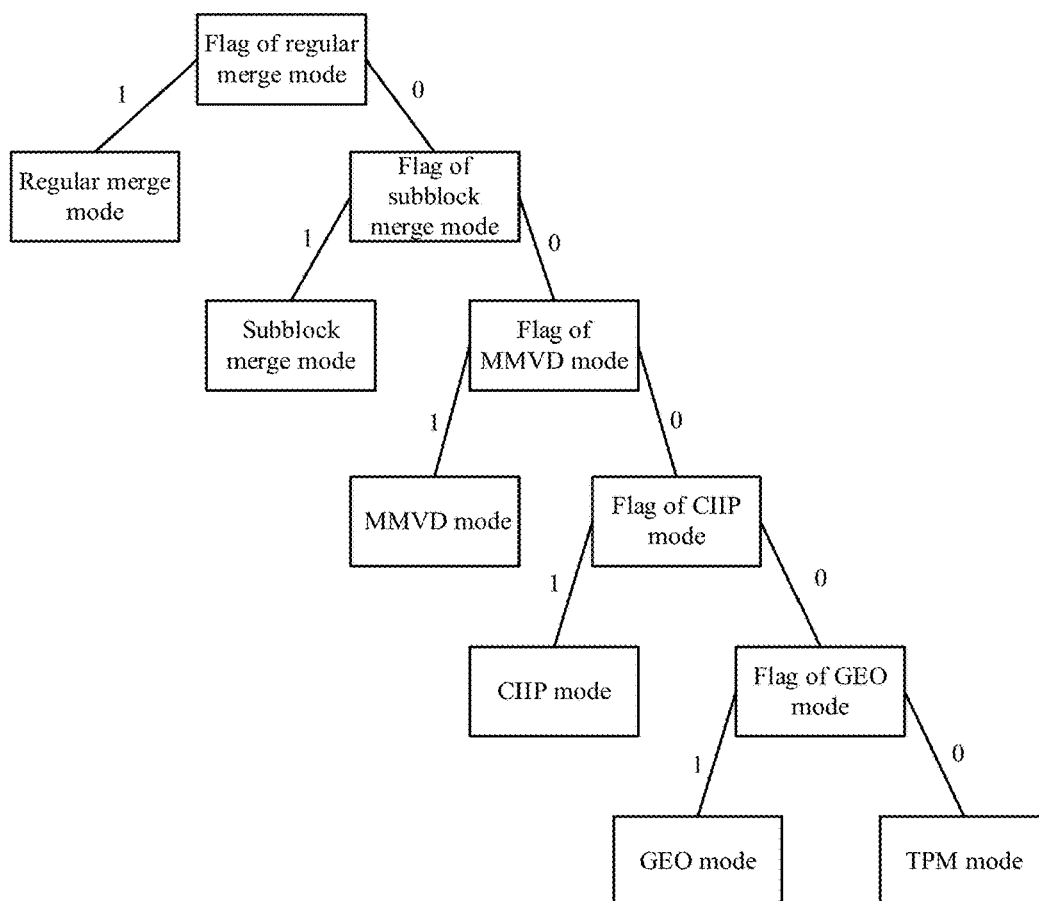 Flag of regular
merge mode
1
0
Regular merge
mode
Flag of
subblock
merge mode
1
0
Subblock
merge mode
Flag of
MMVD mode
1
0
MMVD mode
Flag of CIIP
mode
1
0
CIIP mode
Flag of GEO
mode
1
0
GEO mode
TPM mode